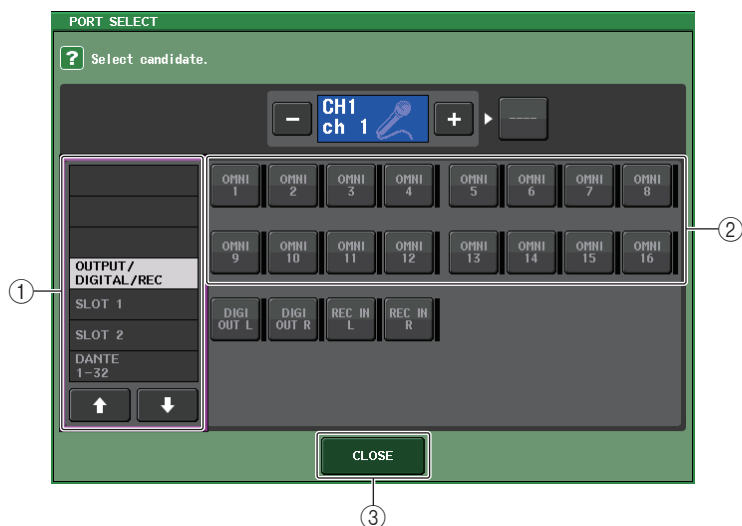 PORT SELECT
? Select candidate.
CH1
ch 1
− + ----
OMNI 1 OMNI 2 OMNI 3 OMNI 4 OMNI 5 OMNI 6 OMNI 7 OMNI 8
OMNI 9 OMNI 10 OMNI 11 OMNI 12 OMNI 13 OMNI 14 OMNI 15 OMNI 16
DIGI OUT L DIGI OUT R REC IN L REC IN R
OUTPUT/
DIGITAL/REC
SLOT 1
SLOT 2
DANTE
1-32
CLOSE
①
②
③